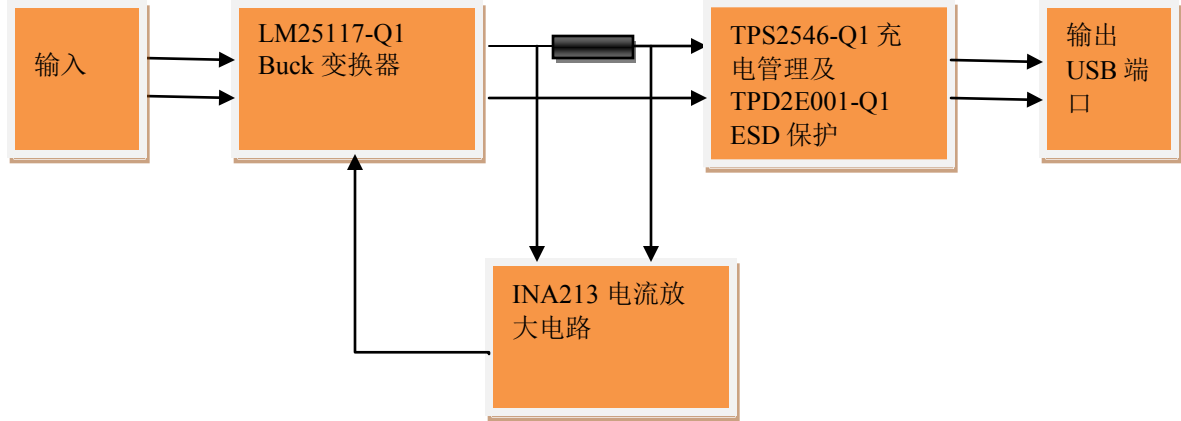 输入
LM25117-Q1
Buck 变换器
TPS2546-Q1 充
电管理及
TPD2E001-Q1
ESD 保护
输出
USB 端
口
INA213 电流放
大电路